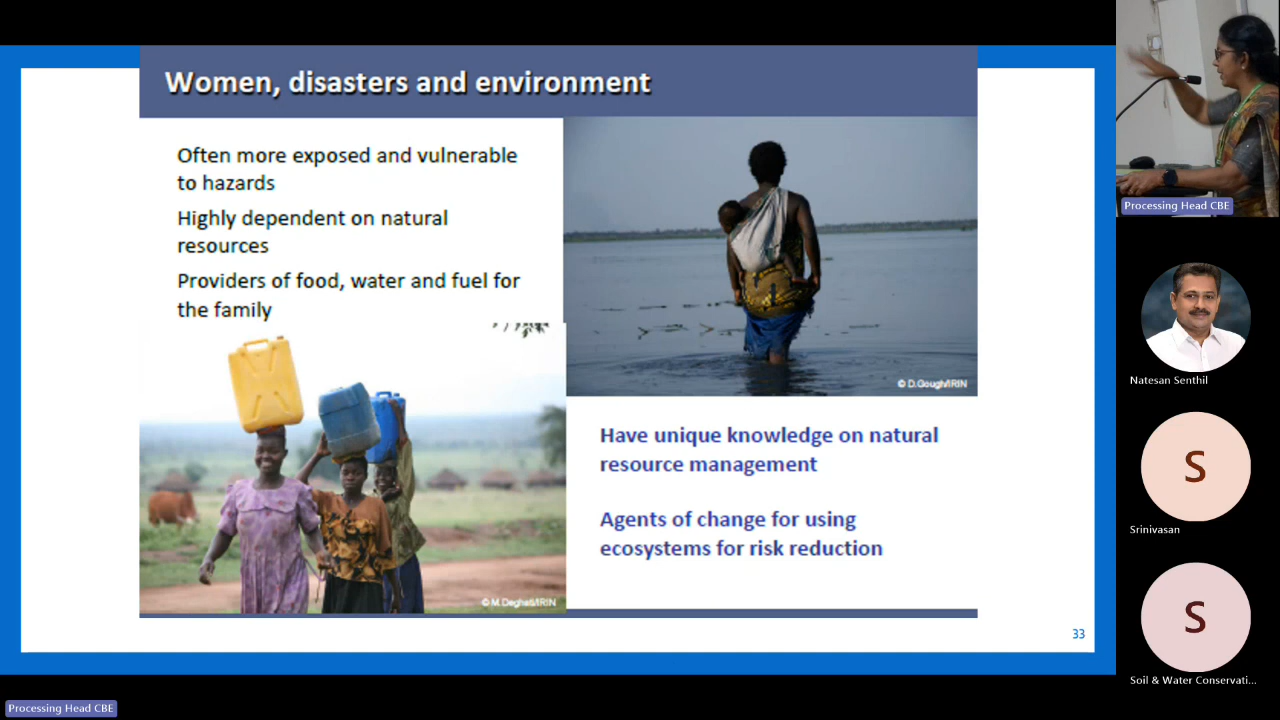 Women, disasters and environment
Often more exposed and vulnerable
to hazards
Highly dependent on natural
resources
Providers of food, water and fuel for
the family
© D.Gough/IRIN
© M.Deghati/IRIN
Have unique knowledge on natural
resource management
Agents of change for using
ecosystems for risk reduction
33
Processing Head CBE
Natesan Senthil
S
Srinivasan
S
Soil & Water Conservati...
Processing Head CBE